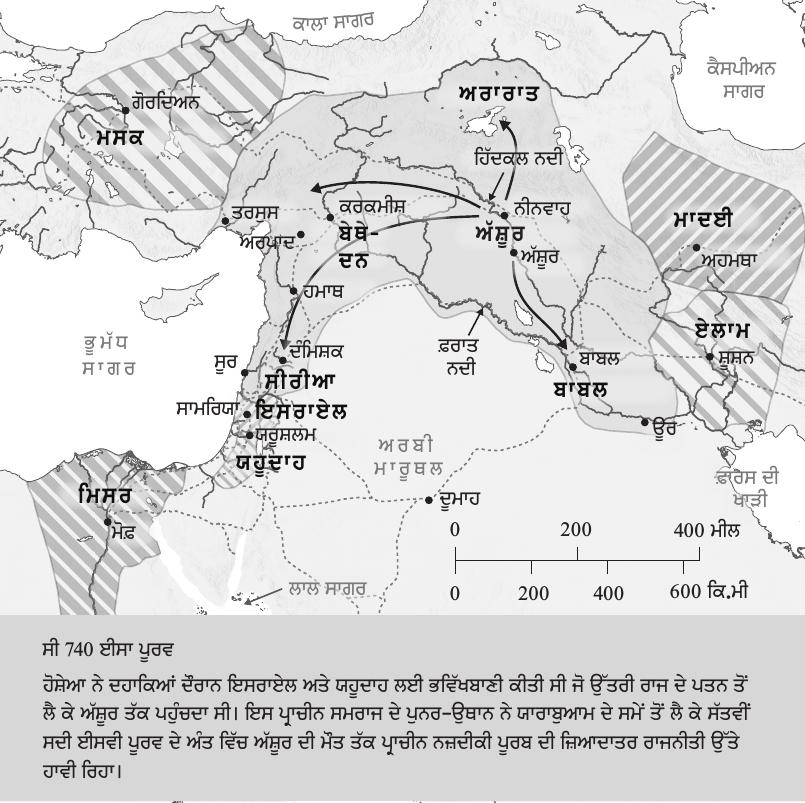 ਕਾਲਾ ਸਾਗਰ
ਕੈਸਪੀਅਨ
ਸਾਗਰ
ਗੋਰਦਿਅਨ
ਮਸਕ
ਅਰਾਰਾਤ
ਹਿੱਦਕਲ ਨਦੀ
ਤਰਸੁਸ
ਕਰਕਮੀਸ਼
ਨੀਨਵਾਹ
ਅਰਪਾਦ
ਬੇਥ-
ਦਨ
ਅੱਸ਼ੂਰ
ਅੱਸ਼ੂਰ
ਮਾਦਈ
ਅਹਮਥਾ
ਹਮਾਥ
ਭੂਮੱਧ
ਸਾਗਰ
ਫ਼ਰਾਤ
ਨਦੀ
ਏਲਾਮ
ਸ਼ੂਸ਼ਨ
ਸੂਰ
ਦੰਮਿਸ਼ਕ
ਸੀਰੀਆ
ਬਾਬਲ
ਬਾਬਲ
ਸਾਮਰਿਯਾ
ਇਸਰਾਏਲ
ਯਰੂਸ਼ਲਮ
ਯਹੂਦਾਹ
ਊਰ
ਅਰਬੀ
ਮਾਰੂਥਲ
ਫ਼ਾਰਸ ਦੀ
ਖਾੜੀ
ਮਿਸਰ
ਮੋਫ਼
ਦੂਮਾਹ
ਲਾਲ ਸਾਗਰ
0 200 400 ਮੀਲ
0 200 400 600 ਕਿ.ਮੀ
ਸੀ 740 ਈਸਾ ਪੂਰਵ
ਹੋਸ਼ੇਆ ਨੇ ਦਹਾਕਿਆਂ ਦੌਰਾਨ ਇਸਰਾਏਲ ਅਤੇ ਯਹੂਦਾਹ ਲਈ ਭਵਿੱਖਬਾਣੀ ਕੀਤੀ ਸੀ ਜੋ ਉੱਤਰੀ ਰਾਜ ਦੇ ਪਤਨ ਤੋਂ
ਲੈ ਕੇ ਅੱਸ਼ੂਰ ਤੱਕ ਪਹੁੰਚਦਾ ਸੀ। ਇਸ ਪ੍ਰਾਚੀਨ ਸਮਰਾਜ ਦੇ ਪੁਨਰ-ਉਥਾਨ ਨੇ ਯਾਰਾਬੁਆਮ ਦੇ ਸਮੇਂ ਤੋਂ ਲੈ ਕੇ ਸੱਤਵੀਂ
ਸਦੀ ਈਸਵੀ ਪੂਰਵ ਦੇ ਅੰਤ ਵਿੱਚ ਅੱਸ਼ੂਰ ਦੀ ਮੌਤ ਤੱਕ ਪ੍ਰਾਚੀਨ ਨਜ਼ਦੀਕੀ ਪੂਰਬ ਦੀ ਜ਼ਿਆਦਾਤਰ ਰਾਜਨੀਤੀ ਉੱਤੇ
ਹਾਵੀ ਰਿਹਾ।